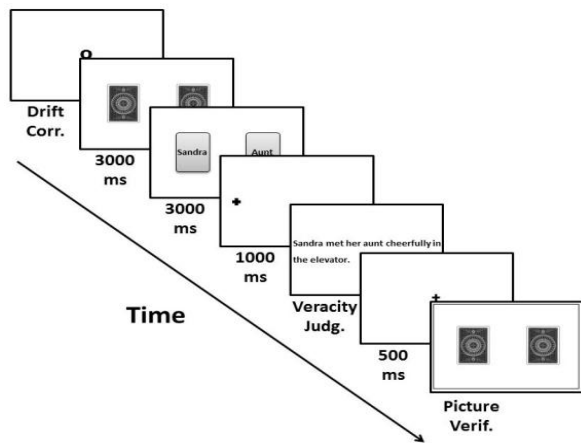 Drift
Corr.
3000
ms
Sandra
Aunt
3000
ms
1000
ms
Sandra met her aunt cheerfully in
the elevator.
Veracity
Judg.
500
ms
Picture
Verif.
Time